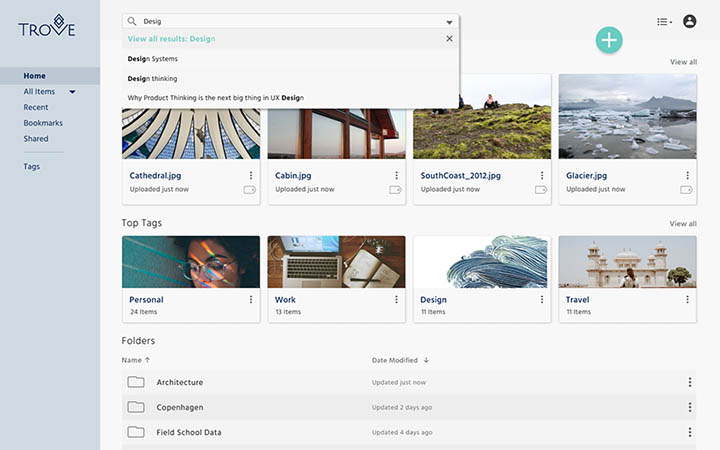 TROVE
Home
All Items
Recent
Bookmarks
Shared
Tags
Desig
View all results: Design
Design Systems
Design thinking
Why Product Thinking is the next big thing in UX Design
View all
Cathedral.jpg
Uploaded just now
Cabin.jpg
Uploaded just now
SouthCoast_2012.jpg
Uploaded just now
Glacier.jpg
Uploaded just now
Top Tags
View all
Personal
24 Items
Work
13 Items
Design
11 Items
Travel
11 Items
Folders
Name ↑
Date Modified ↓
Architecture
Updated just now
Copenhagen
Updated 2 days ago
Field School Data
Updated 4 days ago